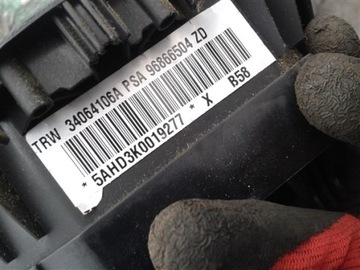 TRW 34064106A PSA 96866504 ZD
* 5AHD3K0019277 * X B58